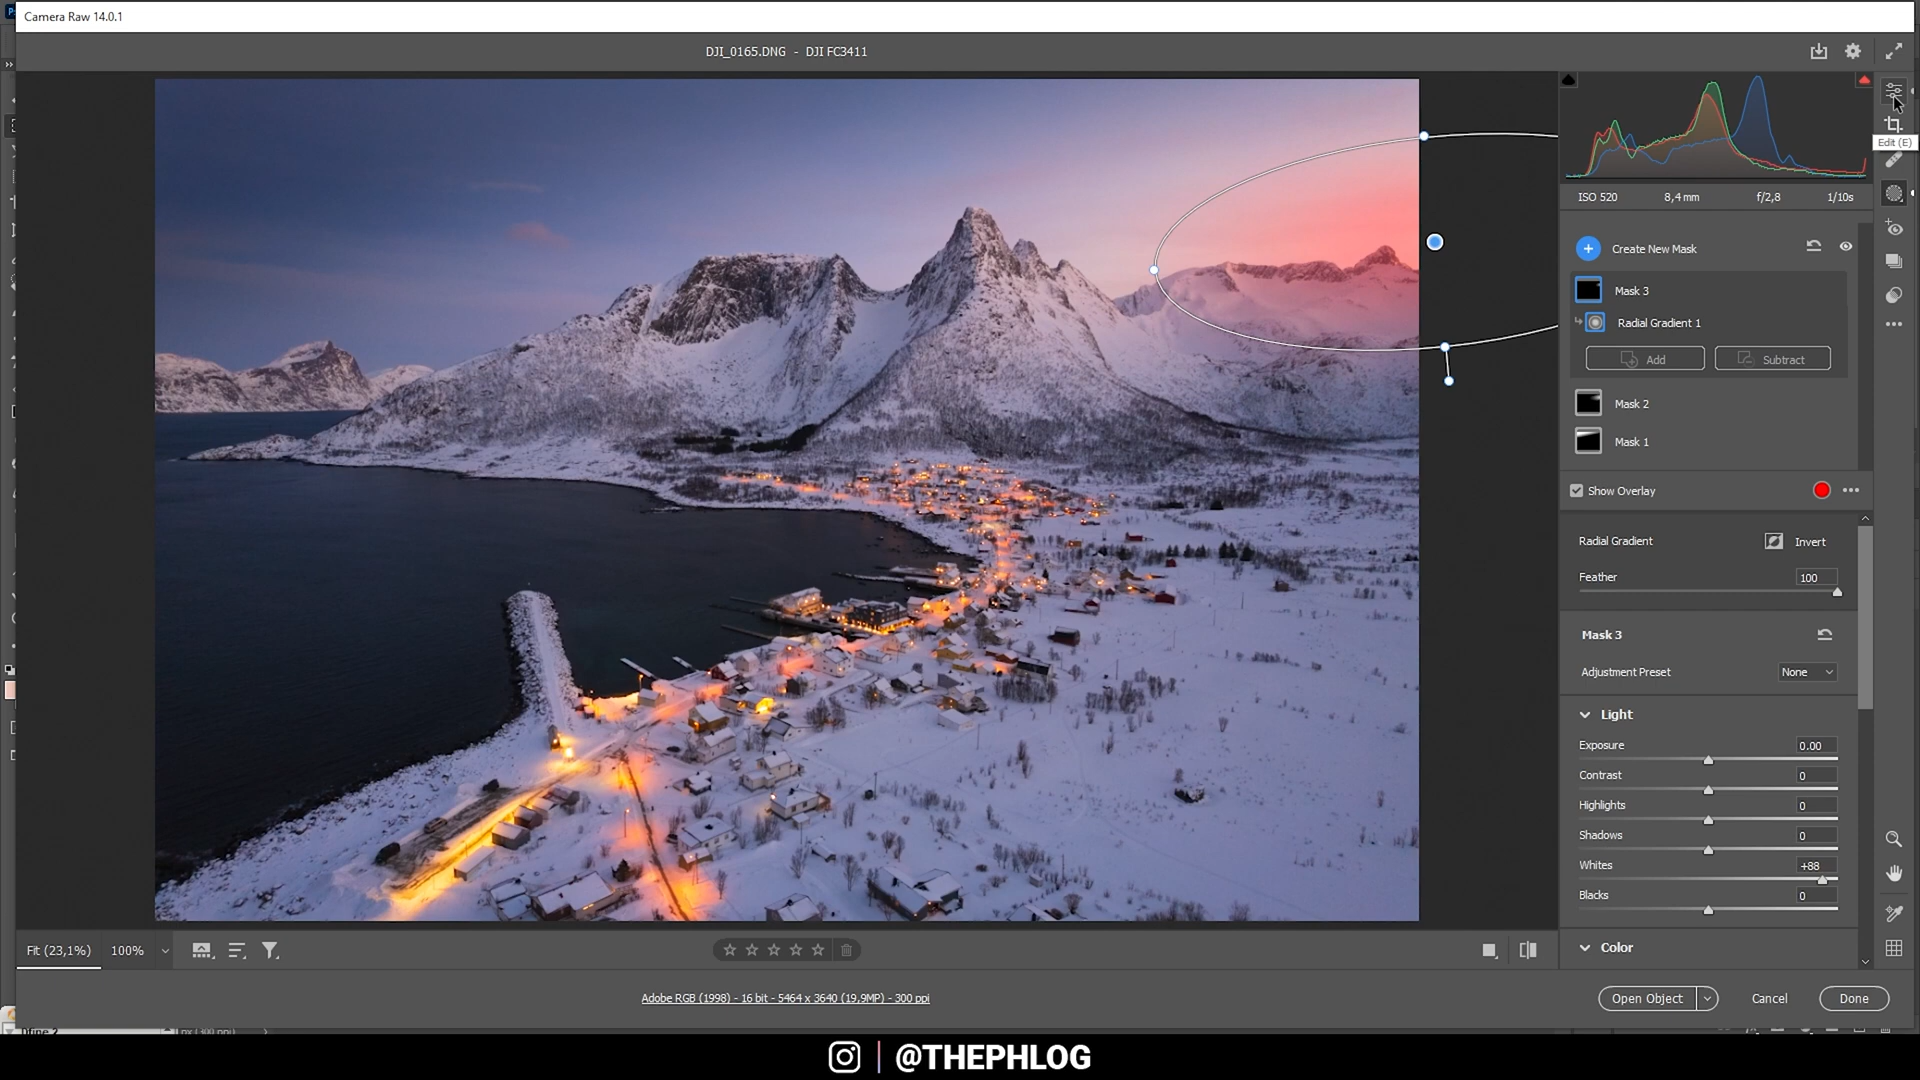 Camera Raw 14.0.1
DJI_0165.DNG - DJI FC3411
Edit (E)
ISO 520 8,4 mm f/2,8 1/10s
Create New Mask
Mask 3
Radial Gradient 1
Add Subtract
Mask 2
Mask 1
Show Overlay
Radial Gradient Invert
Feather 100
Mask 3
Adjustment Preset None
Light
Exposure 0.00
Contrast 0
Highlights 0
Shadows 0
Whites +88
Blacks 0
Color
Fit (23,1%) 100%
Adobe RGB (1998) - 16 bit - 5464 x 3640 (19,9MP) - 300 ppi
Open Object Cancel Done
@THEPHLOG